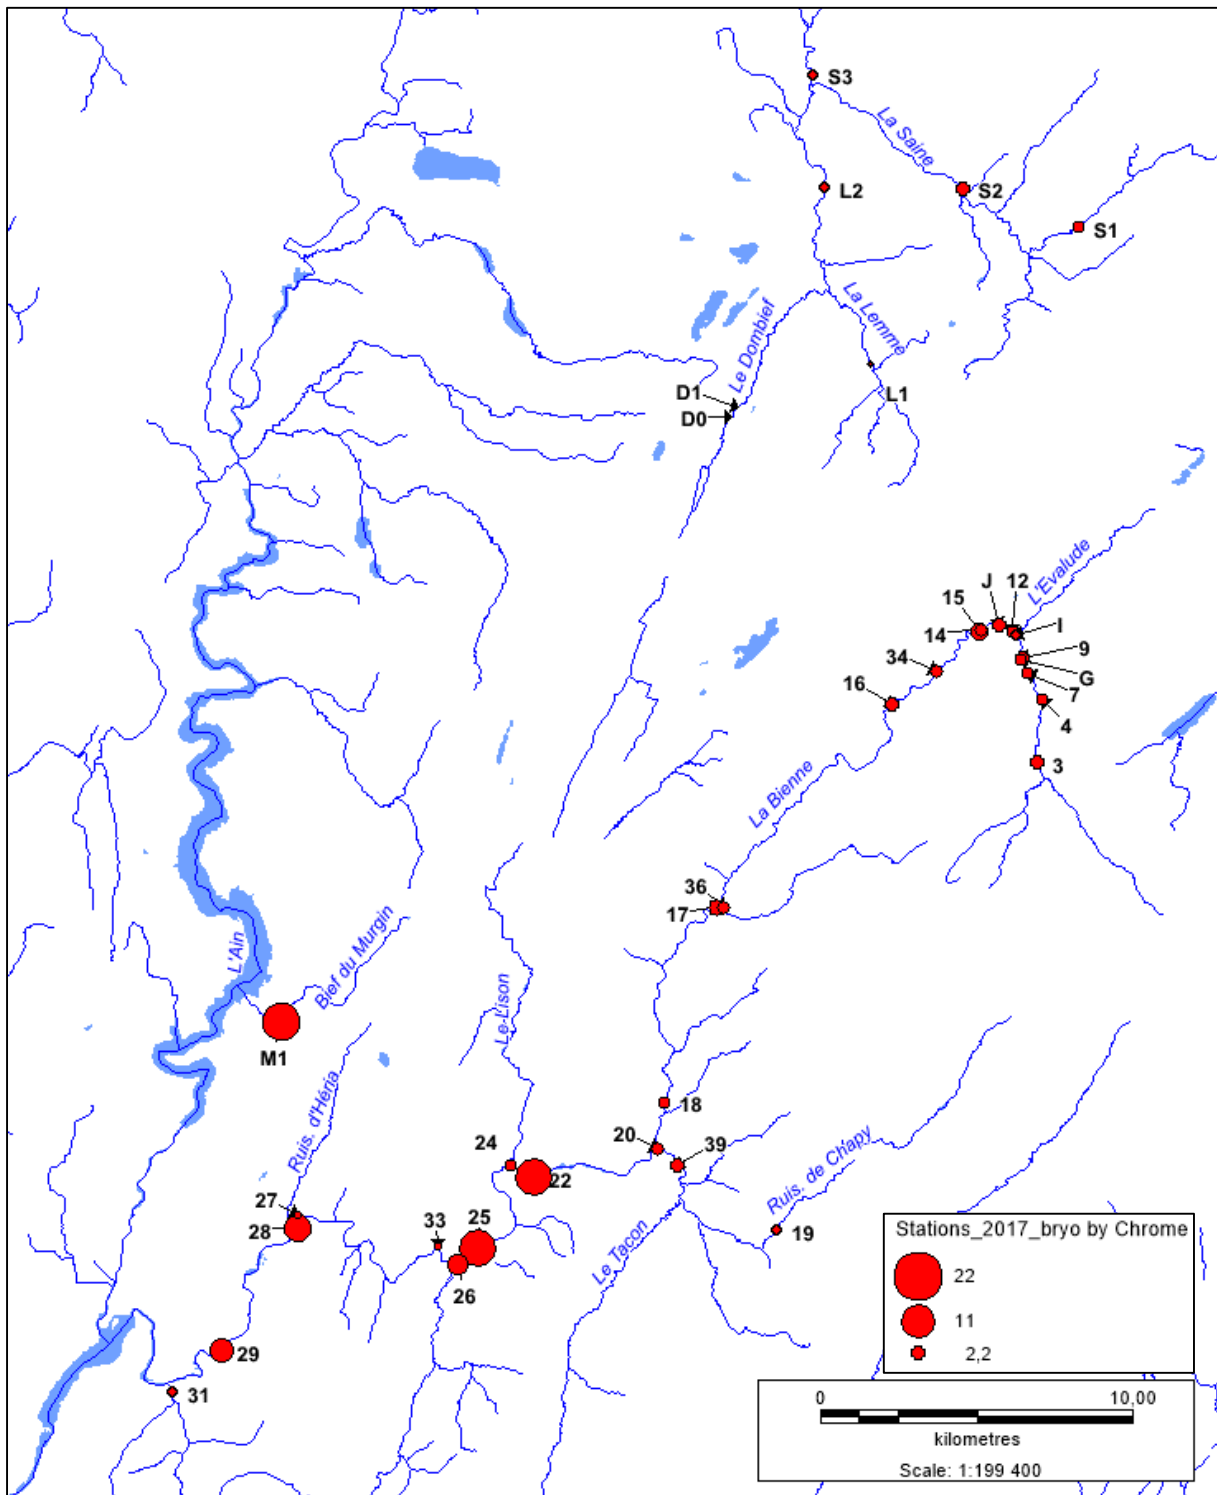 S3
La Saine
L2
S2
S1
La Lemme
Le Dombief
D1
D0
L1
L'Evalude
J
12
15
I
14
9
34
G
16
7
4
3
La Bienne
36
17
L'Ain
Bief du Murgin
Le Lison
M1
Ruis. d'Héria
18
20
39
24
22
Ruis. de Chapy
27
28
33
25
19
Le Tacon
26
29
31
Stations_2017_bryo by Chrome
22
11
2,2
0 10,00
kilometres
Scale: 1:199 400